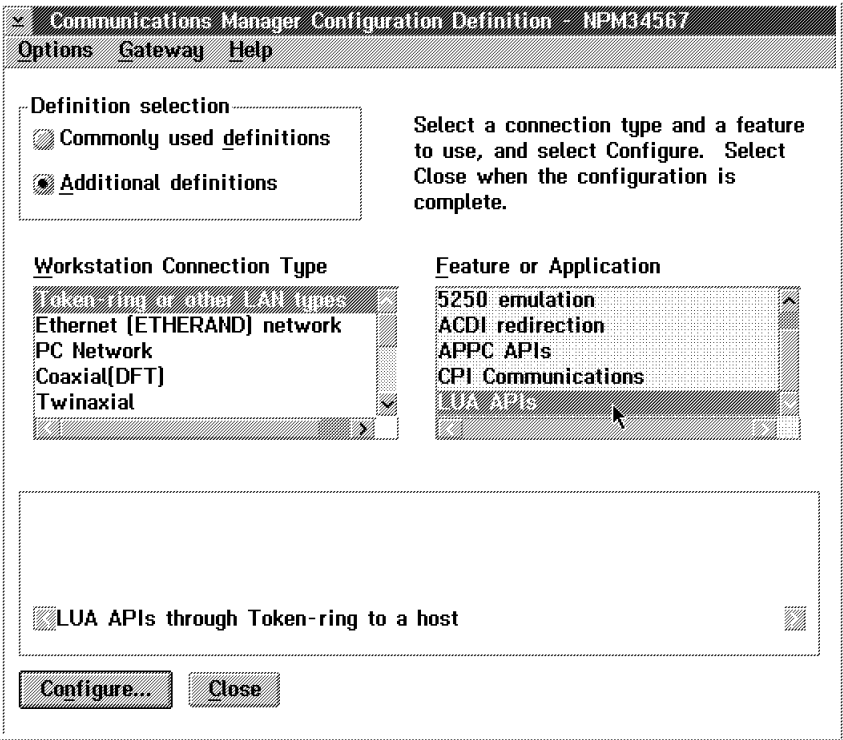 Communications Manager Configuration Definition - NPM34567
Options Gateway Help
Definition selection
Commonly used definitions
Additional definitions
Select a connection type and a feature
to use, and select Configure. Select
Close when the configuration is
complete.
Workstation Connection Type
Token-ring or other LAN types
Ethernet (ETHERAND) network
PC Network
Coaxial(DFT)
Twinaxial
Feature or Application
5250 emulation
ACDI redirection
APPC APIs
CPI Communications
LUA APIs
LUA APIs through Token-ring to a host
Configure... Close